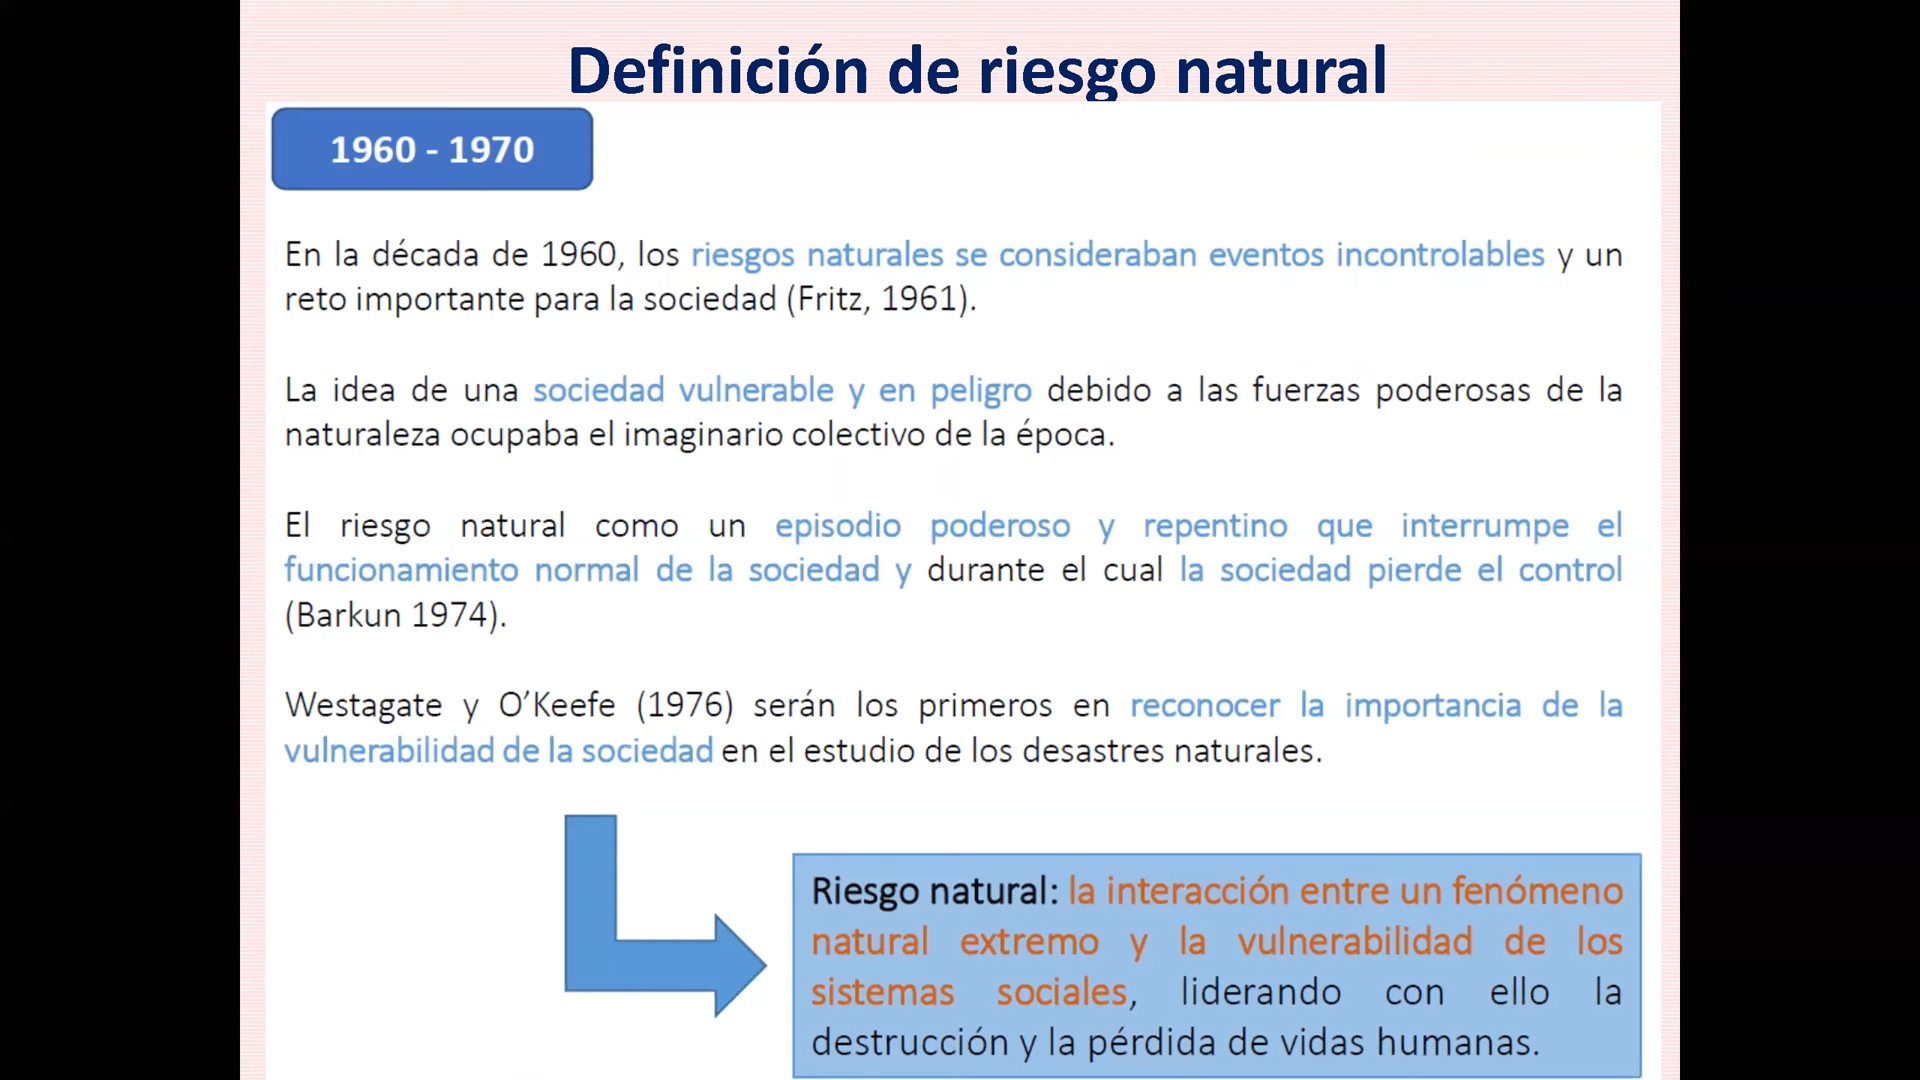 Definición de riesgo natural
1960 - 1970
En la década de 1960, los riesgos naturales se consideraban eventos incontrolables y un
reto importante para la sociedad (Fritz, 1961).
La idea de una sociedad vulnerable y en peligro debido a las fuerzas poderosas de la
naturaleza ocupaba el imaginario colectivo de la época.
El riesgo natural como un episodio poderoso y repentino que interrumpe el
funcionamiento normal de la sociedad y durante el cual la sociedad pierde el control
(Barkun 1974).
Westagate y O’Keefe (1976) serán los primeros en reconocer la importancia de la
vulnerabilidad de la sociedad en el estudio de los desastres naturales.
Riesgo natural: la interacción entre un fenómeno
natural extremo y la vulnerabilidad de los
sistemas sociales, liderando con ello la
destrucción y la pérdida de vidas humanas.